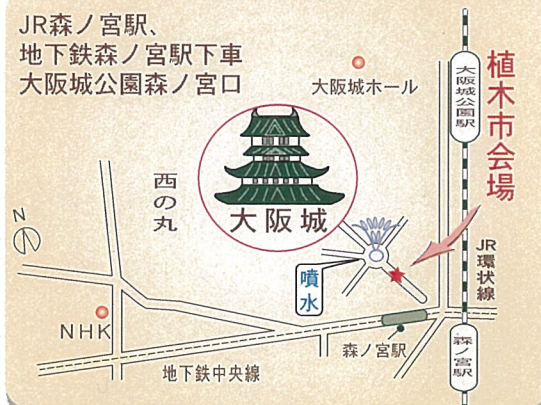 JR森ノ宮駅、
地下鉄森ノ宮駅下車
大阪城公園森ノ宮口
大阪城ホール
大阪城公園駅
植木市会場
西の丸
大阪城
N
噴水
JR環状線
NHK
森ノ宮駅
森ノ宮駅
地下鉄中央線